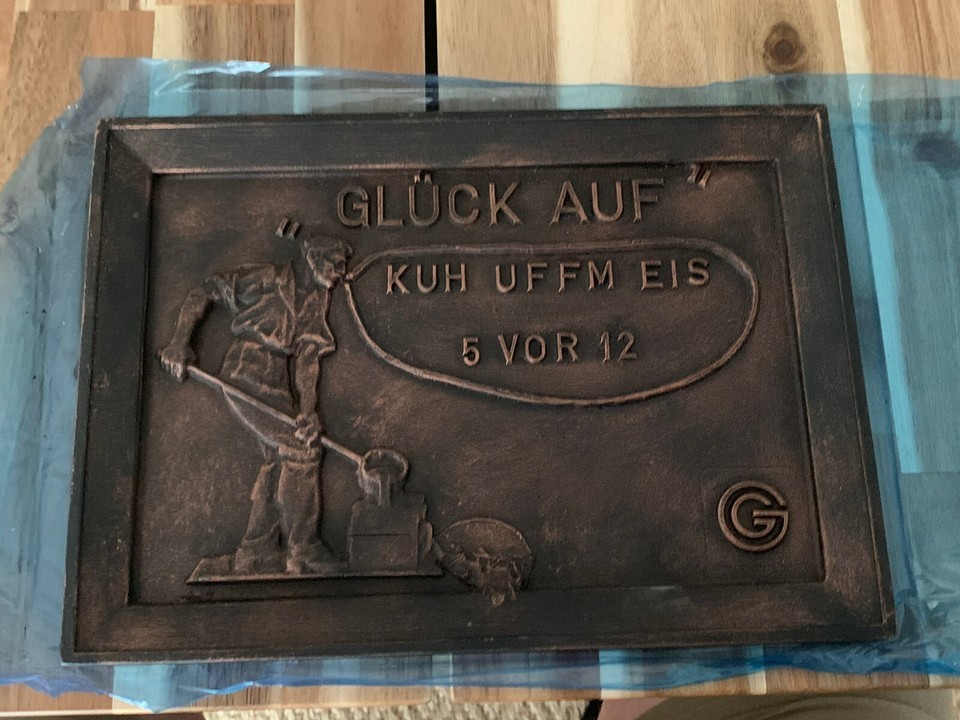 "GLÜCK AUF"
KUH UFFM EIS
5 VOR 12
G